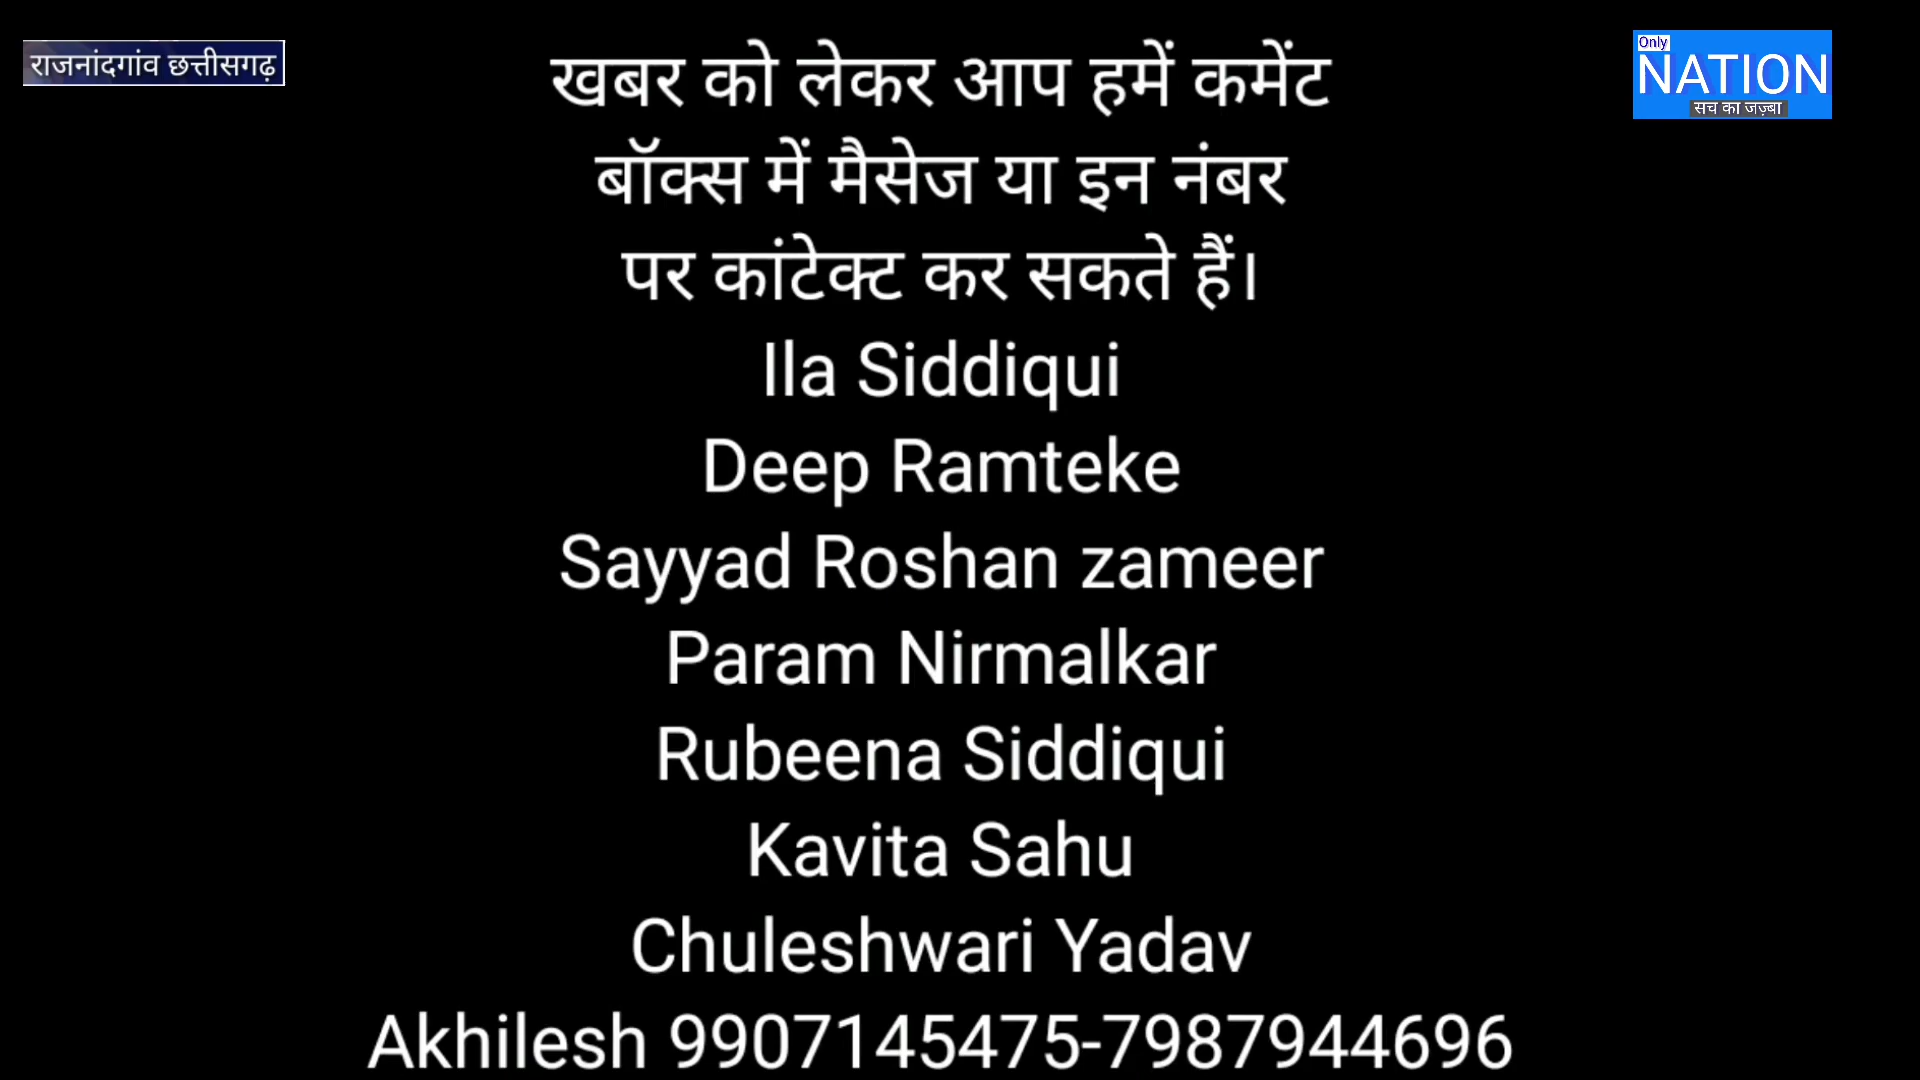 राजनांदगांव छत्तीसगढ़
Only
NATION
सच का जज़्बा
खबर को लेकर आप हमें कमेंट
बॉक्स में मैसेज या इन नंबर
पर कांटेक्ट कर सकते हैं।
Ila Siddiqui
Deep Ramteke
Sayyad Roshan zameer
Param Nirmalkar
Rubeena Siddiqui
Kavita Sahu
Chuleshwari Yadav
Akhilesh 9907145475-7987944696